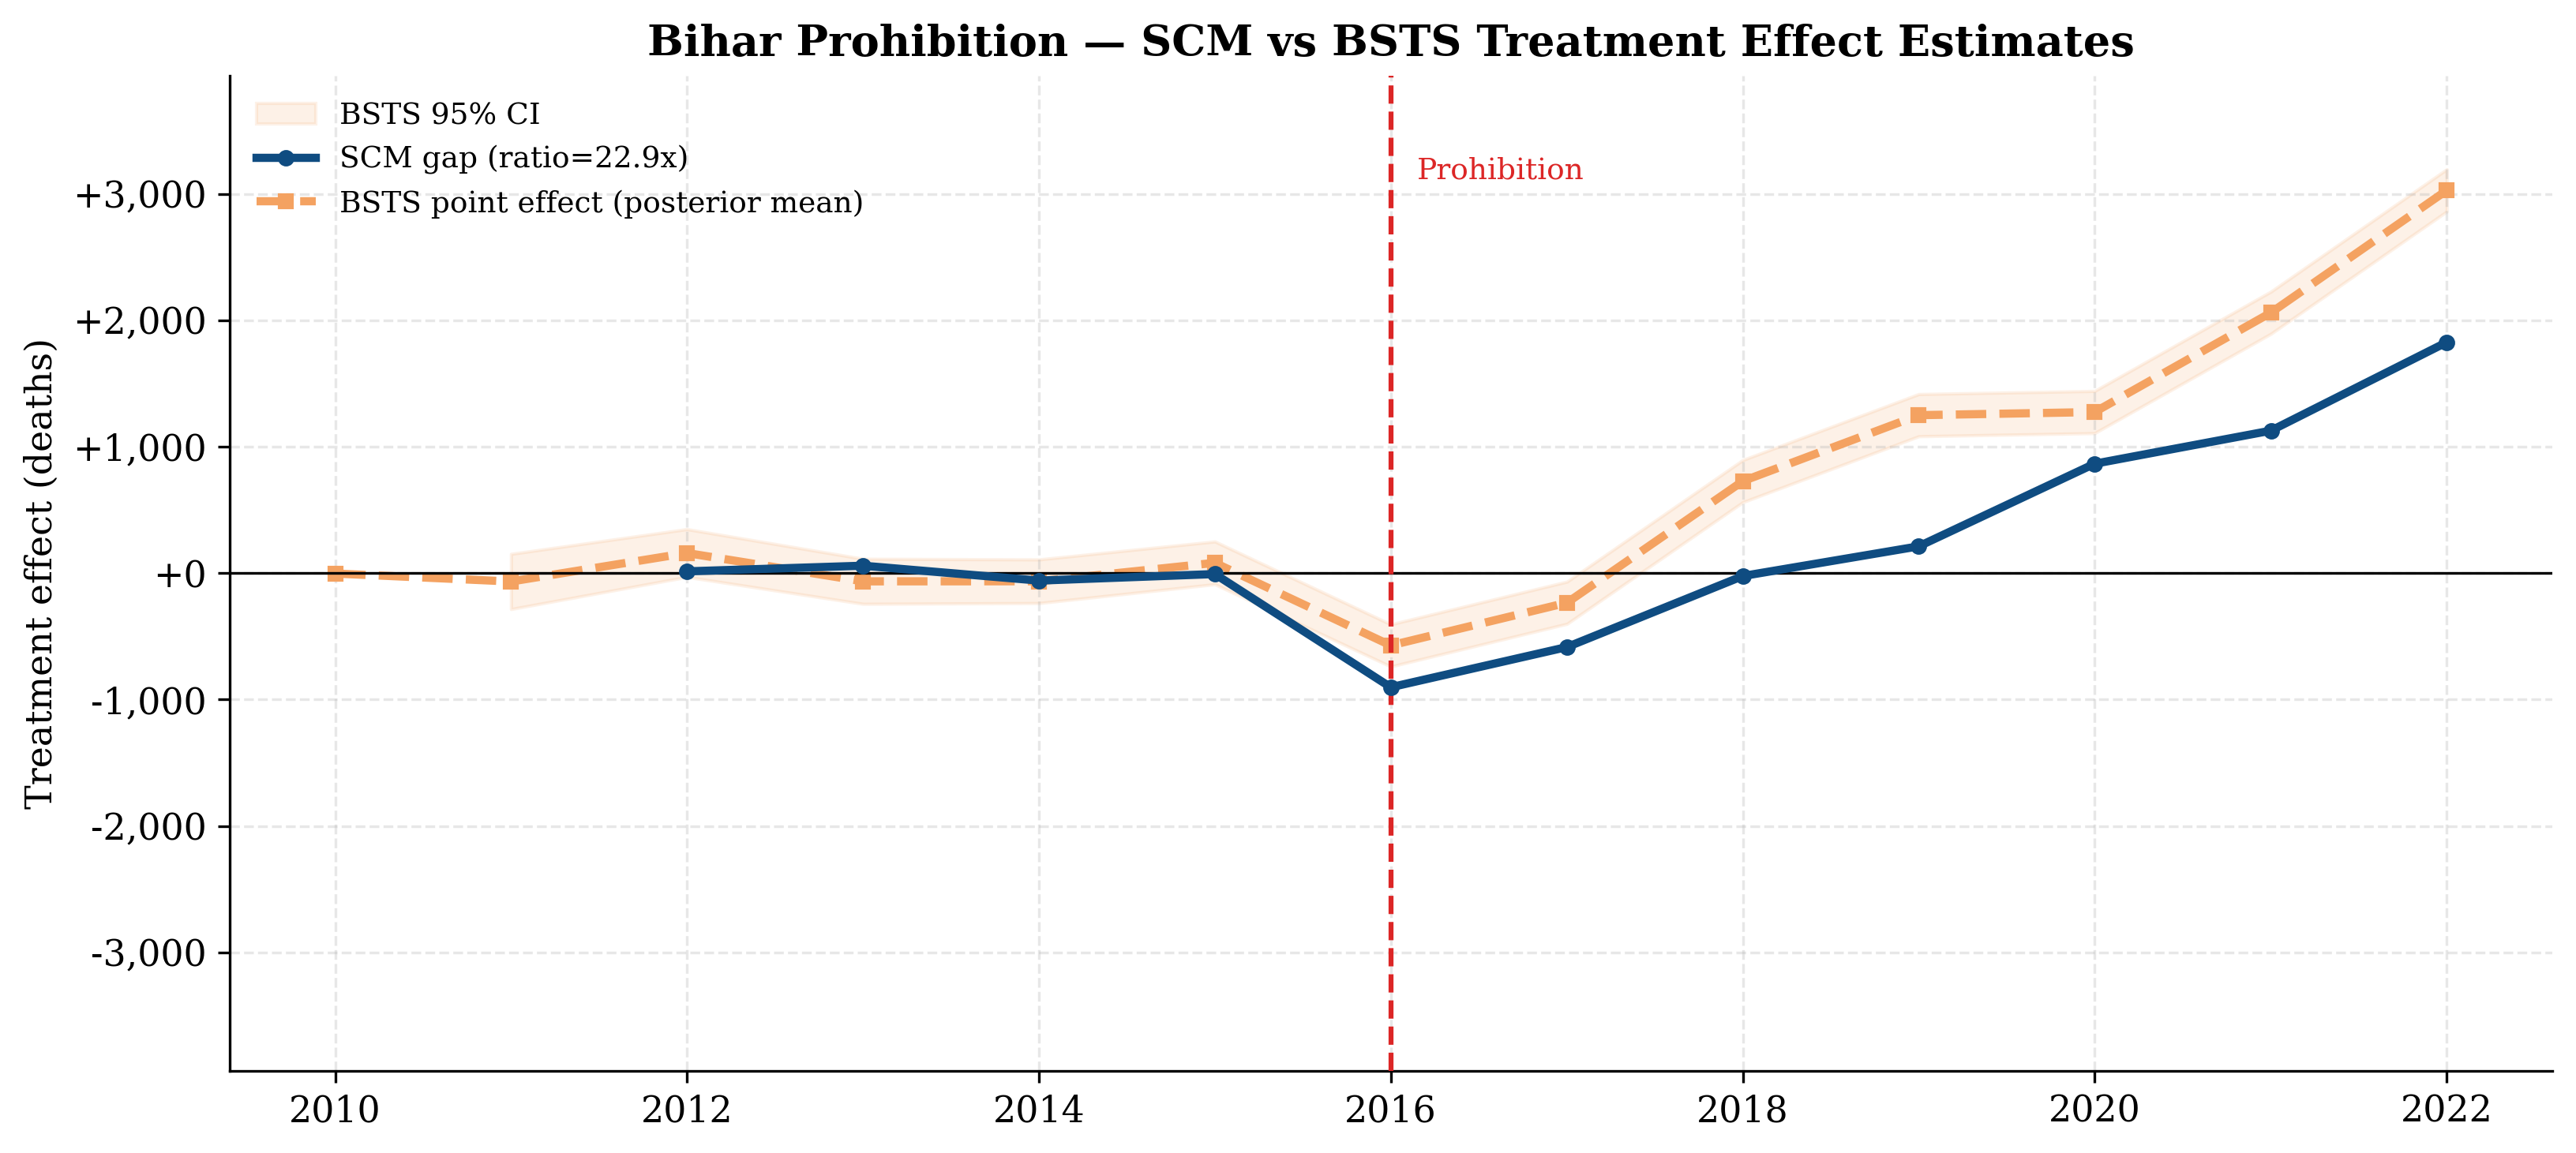 Bihar Prohibition — SCM vs BSTS Treatment Effect Estimates
BSTS 95% CI
SCM gap (ratio=22.9x)
BSTS point effect (posterior mean)
Prohibition
Treatment effect (deaths)
+3,000
+2,000
+1,000
+0
-1,000
-2,000
-3,000
2010 2012 2014 2016 2018 2020 2022